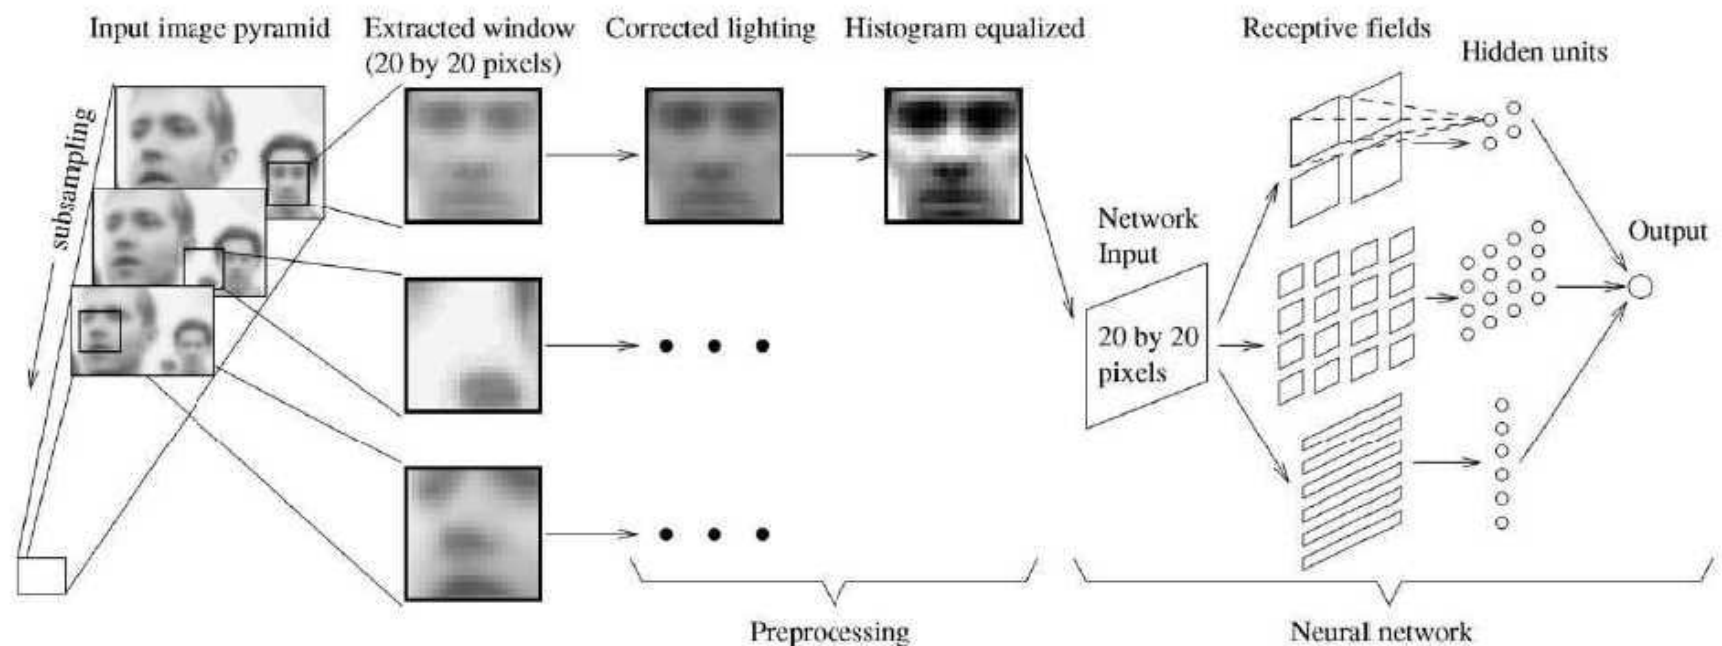 Input image pyramid
Extracted window
(20 by 20 pixels)
Corrected lighting
Histogram equalized
Receptive fields
Hidden units
subsampling
Network
Input
20 by 20
pixels
Output
Preprocessing
Neural network